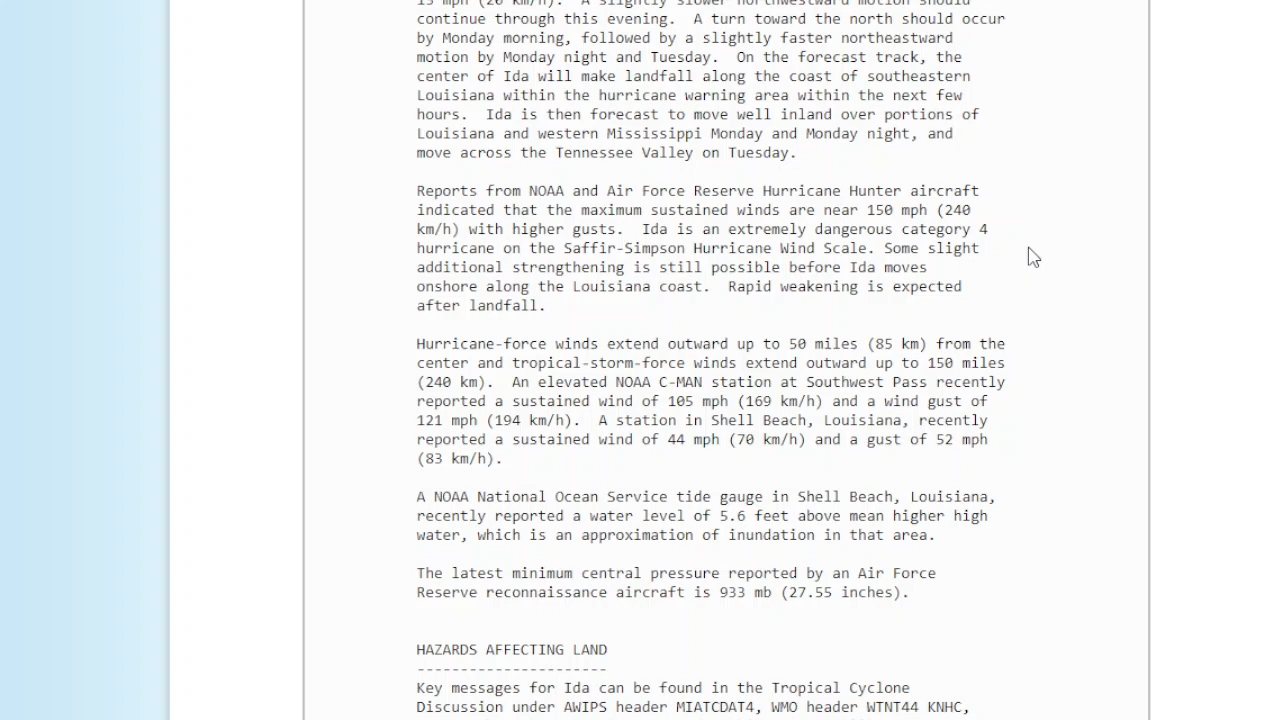 15 mph (20 km/h).  A slightly slower northwestward motion should
continue through this evening.  A turn toward the north should occur
by Monday morning, followed by a slightly faster northeastward
motion by Monday night and Tuesday.  On the forecast track, the
center of Ida will make landfall along the coast of southeastern
Louisiana within the hurricane warning area within the next few
hours.  Ida is then forecast to move well inland over portions of
Louisiana and western Mississippi Monday and Monday night, and
move across the Tennessee Valley on Tuesday.
Reports from NOAA and Air Force Reserve Hurricane Hunter aircraft
indicated that the maximum sustained winds are near 150 mph (240
km/h) with higher gusts.  Ida is an extremely dangerous category 4
hurricane on the Saffir-Simpson Hurricane Wind Scale. Some slight
additional strengthening is still possible before Ida moves
onshore along the Louisiana coast.  Rapid weakening is expected
after landfall.
Hurricane-force winds extend outward up to 50 miles (85 km) from the
center and tropical-storm-force winds extend outward up to 150 miles
(240 km).  An elevated NOAA C-MAN station at Southwest Pass recently
reported a sustained wind of 105 mph (169 km/h) and a wind gust of
121 mph (194 km/h).  A station in Shell Beach, Louisiana, recently
reported a sustained wind of 44 mph (70 km/h) and a gust of 52 mph
(83 km/h).
A NOAA National Ocean Service tide gauge in Shell Beach, Louisiana,
recently reported a water level of 5.6 feet above mean higher high
water, which is an approximation of inundation in that area.
The latest minimum central pressure reported by an Air Force
Reserve reconnaissance aircraft is 933 mb (27.55 inches).
HAZARDS AFFECTING LAND
----------------------
Key messages for Ida can be found in the Tropical Cyclone
Discussion under AWIPS header MIATCDAT4, WMO header WTNT44 KNHC,